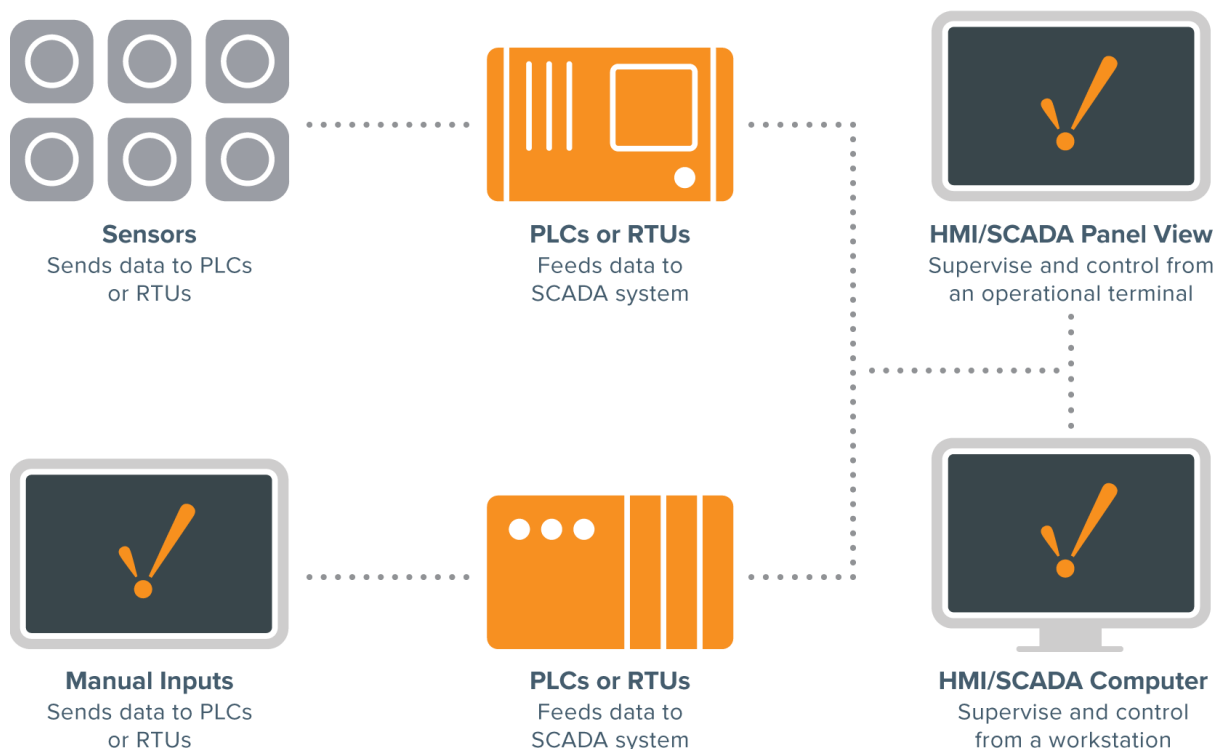 Sensors
Sends data to PLCs
or RTUs
PLCs or RTUs
Feeds data to
SCADA system
HMI/SCADA Panel View
Supervise and control from
an operational terminal
Manual Inputs
Sends data to PLCs
or RTUs
PLCs or RTUs
Feeds data to
SCADA system
HMI/SCADA Computer
Supervise and control
from a workstation